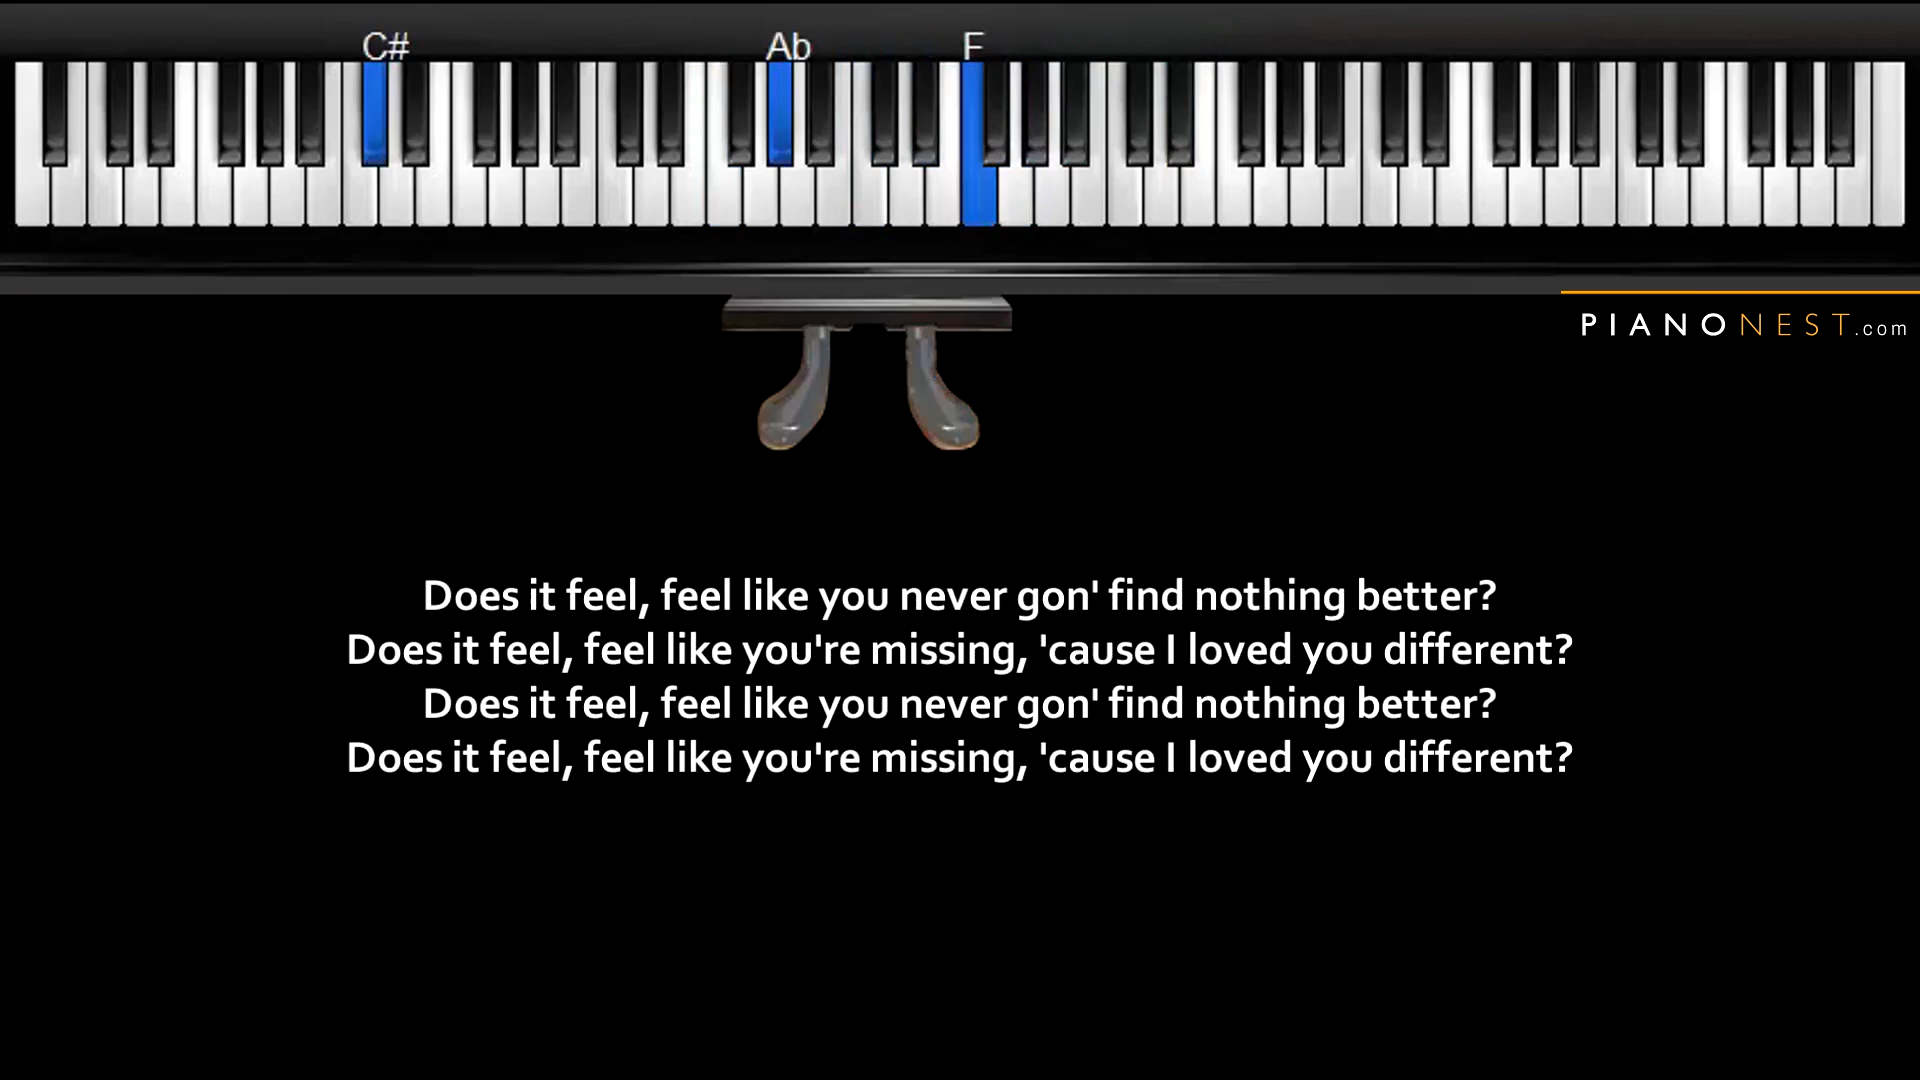 C# Ab F
PIANONEST.com
Does it feel, feel like you never gon' find nothing better?
Does it feel, feel like you're missing, 'cause I loved you different?
Does it feel, feel like you never gon' find nothing better?
Does it feel, feel like you're missing, 'cause I loved you different?